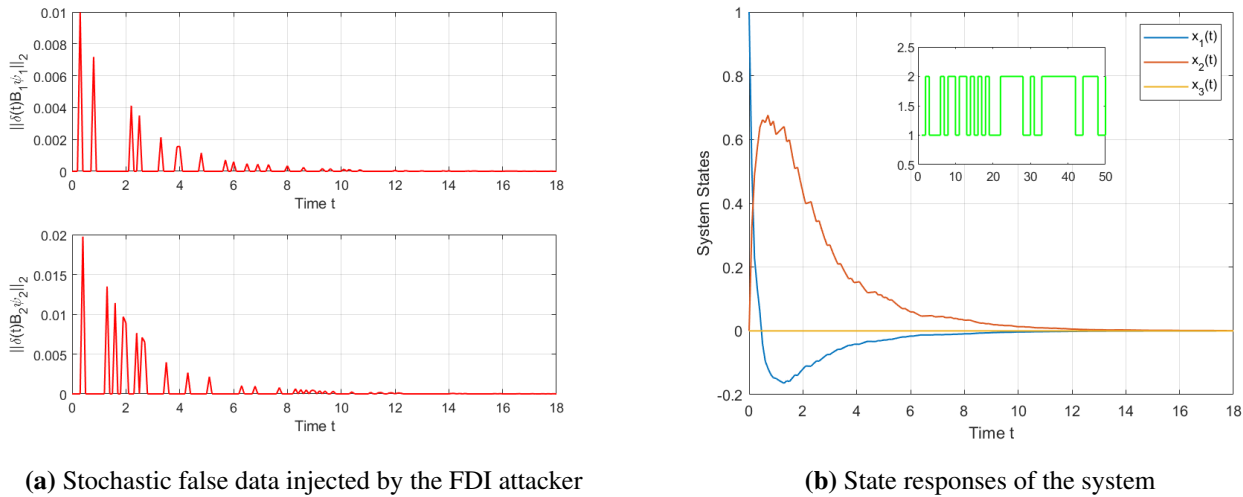 0.01
0.008
0.006
0.004
0.002
0
||δ(t)B₁ψ₁||₂
0 2 4 6 8 10 12 14 16 18
Time t
0.02
0.015
0.01
0.005
0
||δ(t)B₂ψ₂||₂
0 2 4 6 8 10 12 14 16 18
Time t
(a) Stochastic false data injected by the FDI attacker
1
0.8
0.6
0.4
0.2
0
-0.2
System States
x₁(t)
x₂(t)
x₃(t)
2.5
2
1.5
1
0.5
0 10 20 30 40 50
0 2 4 6 8 10 12 14 16 18
Time t
(b) State responses of the system